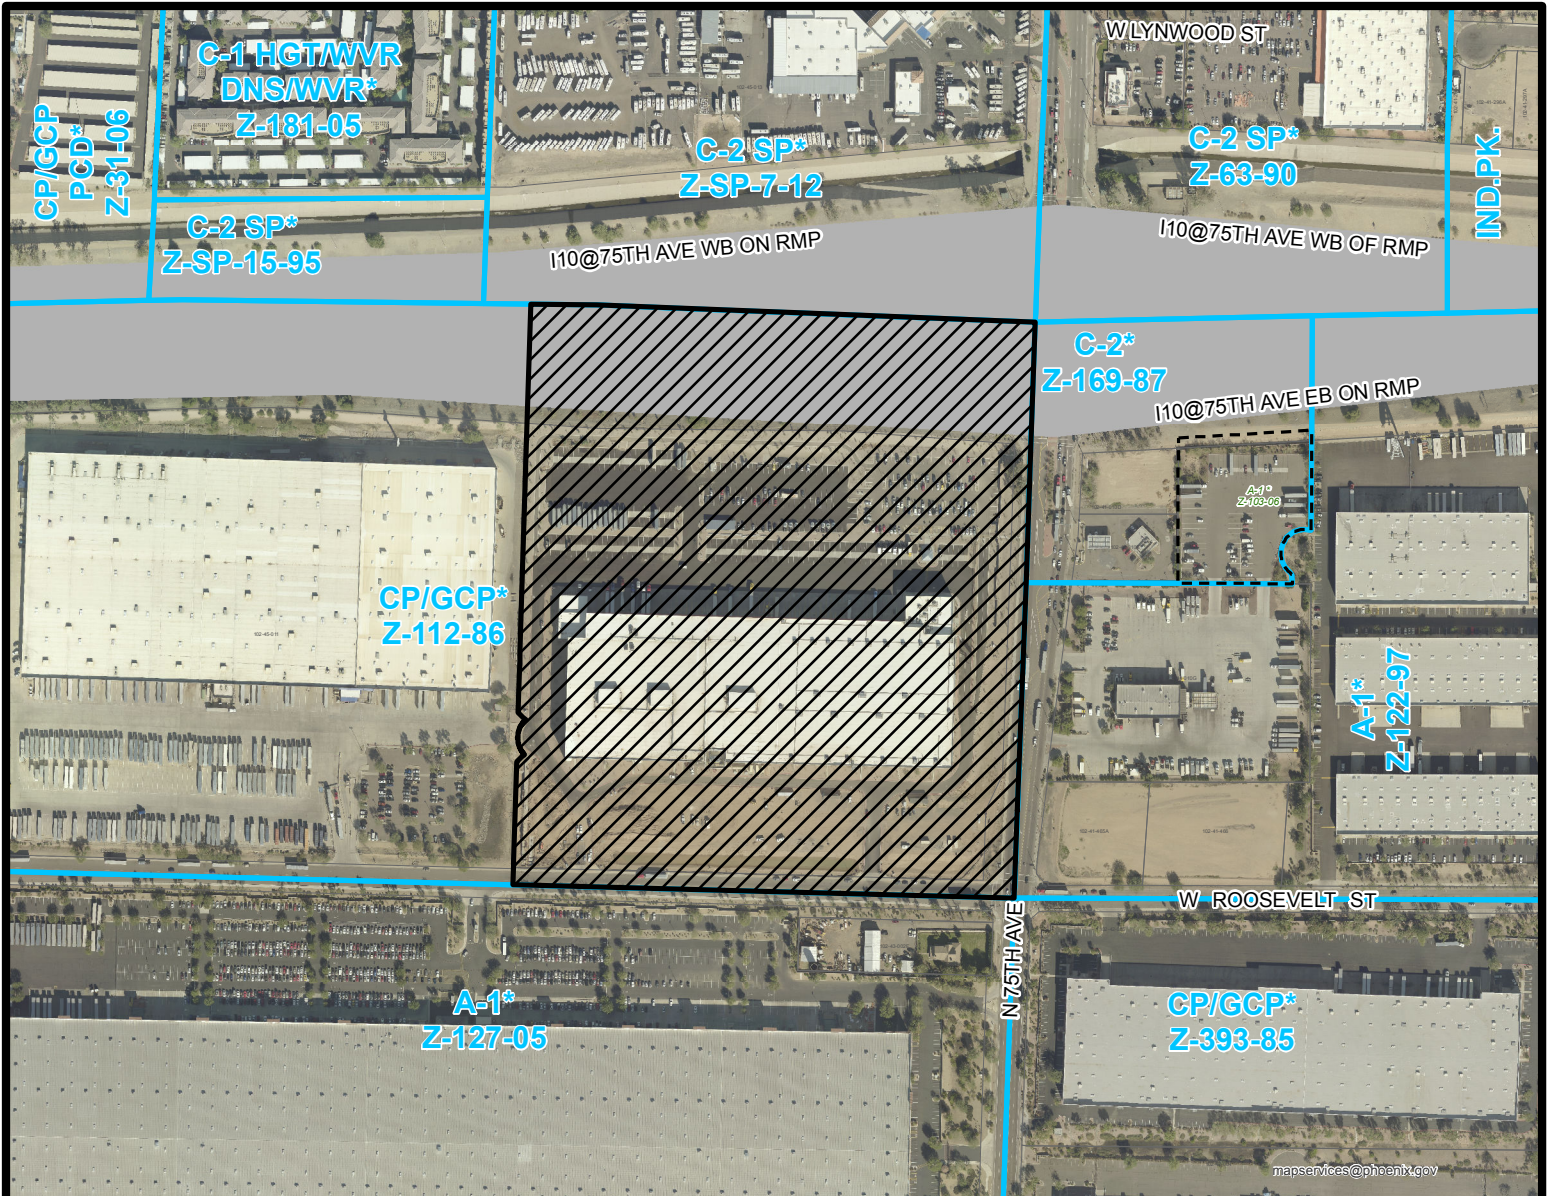 W LYNWOOD ST
C-1 HGT/WVR
DNS/WVR*
Z-181-05
CP/GCP
PCD*
Z-31-06
C-2 SP*
Z-SP-7-12
C-2 SP*
Z-63-90
IND.PK.
C-2 SP*
Z-SP-15-95
I10@75TH AVE WB ON RMP
I10@75TH AVE WB OF RMP
C-2*
Z-169-87
I10@75TH AVE EB ON RMP
A-1 *
Z-103-06
CP/GCP*
Z-112-86
A-1*
Z-122-97
W ROOSEVELT ST
N 75TH AVE
A-1*
Z-127-05
CP/GCP*
Z-393-85
mapservices@phoenix.gov